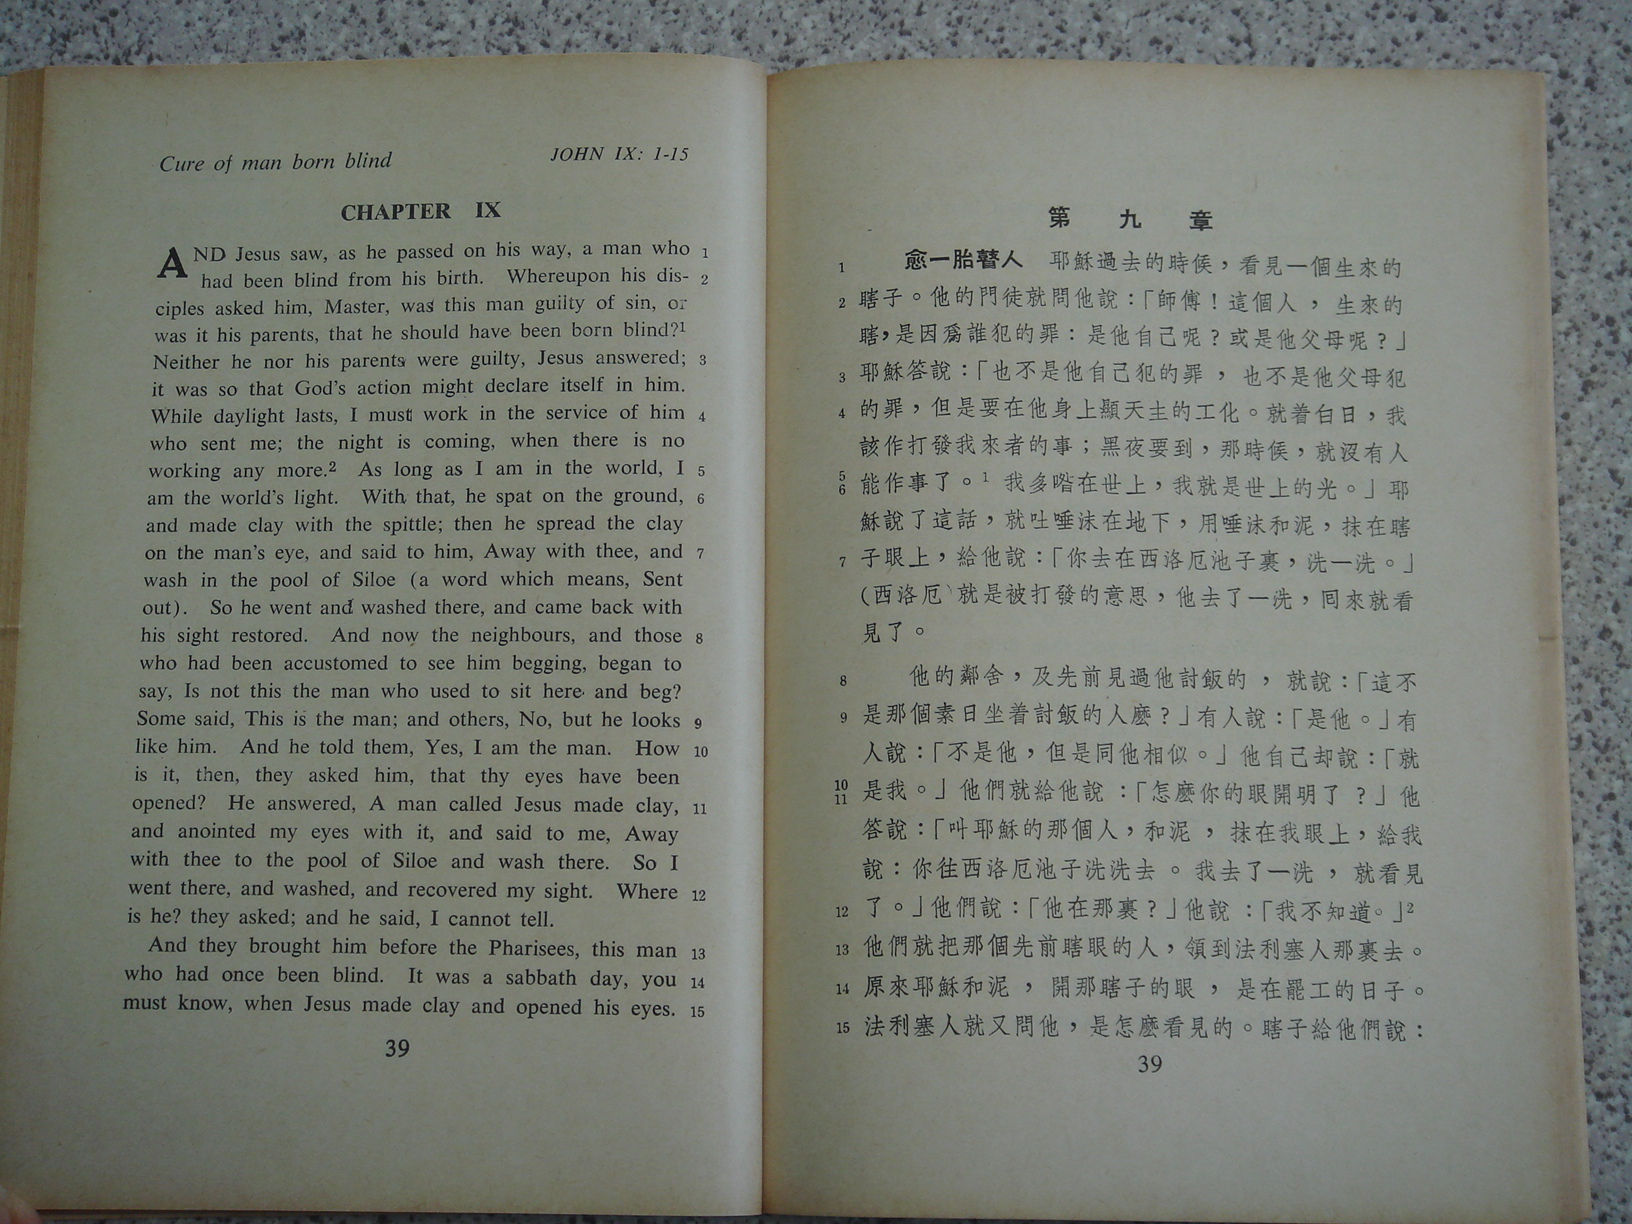 Cure of man born blind JOHN IX: 1-15
CHAPTER IX
AND Jesus saw, as he passed on his way, a man who 1
had been blind from his birth. Whereupon his dis- 2
ciples asked him, Master, was this man guilty of sin, or
was it his parents, that he should have been born blind?¹
Neither he nor his parents were guilty, Jesus answered; 3
it was so that God's action might declare itself in him.
While daylight lasts, I must work in the service of him 4
who sent me; the night is coming, when there is no
working any more.² As long as I am in the world, I 5
am the world's light. With that, he spat on the ground, 6
and made clay with the spittle; then he spread the clay
on the man's eye, and said to him, Away with thee, and 7
wash in the pool of Siloe (a word which means, Sent
out). So he went and washed there, and came back with
his sight restored. And now the neighbours, and those 8
who had been accustomed to see him begging, began to
say, Is not this the man who used to sit here and beg?
Some said, This is the man; and others, No, but he looks 9
like him. And he told them, Yes, I am the man. How 10
is it, then, they asked him, that thy eyes have been
opened? He answered, A man called Jesus made clay, 11
and anointed my eyes with it, and said to me, Away
with thee to the pool of Siloe and wash there. So I
went there, and washed, and recovered my sight. Where 12
is he? they asked; and he said, I cannot tell.
And they brought him before the Pharisees, this man 13
who had once been blind. It was a sabbath day, you 14
must know, when Jesus made clay and opened his eyes. 15
39
第九章
1 愈一胎瞽人 耶穌過去的時候，看見一個生來的
2 瞎子。他的門徒就問他說：「師傅！這個人，生來的
瞎，是因爲誰犯的罪：是他自己呢？或是他父母呢？」
3 耶穌答說：「也不是他自己犯的罪，也不是他父母犯
4 的罪，但是要在他身上顯天主的工化。就着白日，我
該作打發我來者的事；黑夜要到，那時候，就沒有人
5 6 能作事了。¹ 我多喒在世上，我就是世上的光。」耶
穌說了這話，就吐唾沫在地下，用唾沫和泥，抹在瞎
7 子眼上，給他說：「你去在西洛厄池子裏，洗一洗。」
(西洛厄)就是被打發的意思，他去了一洗，囘來就看
見了。
8 他的鄰舍，及先前見過他討飯的，就說：「這不
9 是那個素日坐着討飯的人麽？」有人說：「是他。」有
人說：「不是他，但是同他相似。」他自己却說：「就
10 11 是我。」他們就給他說：「怎麽你的眼開明了？」他
答說：「叫耶穌的那個人，和泥，抹在我眼上，給我
說：你往西洛厄池子洗洗去。我去了一洗，就看見
12 了。」他們說：「他在那裏？」他說：「我不知道。」²
13 他們就把那個先前瞎眼的人，領到法利塞人那裏去。
14 原來耶穌和泥，開那瞎子的眼，是在罷工的日子。
15 法利塞人就又問他，是怎麽看見的。瞎子給他們說：
39